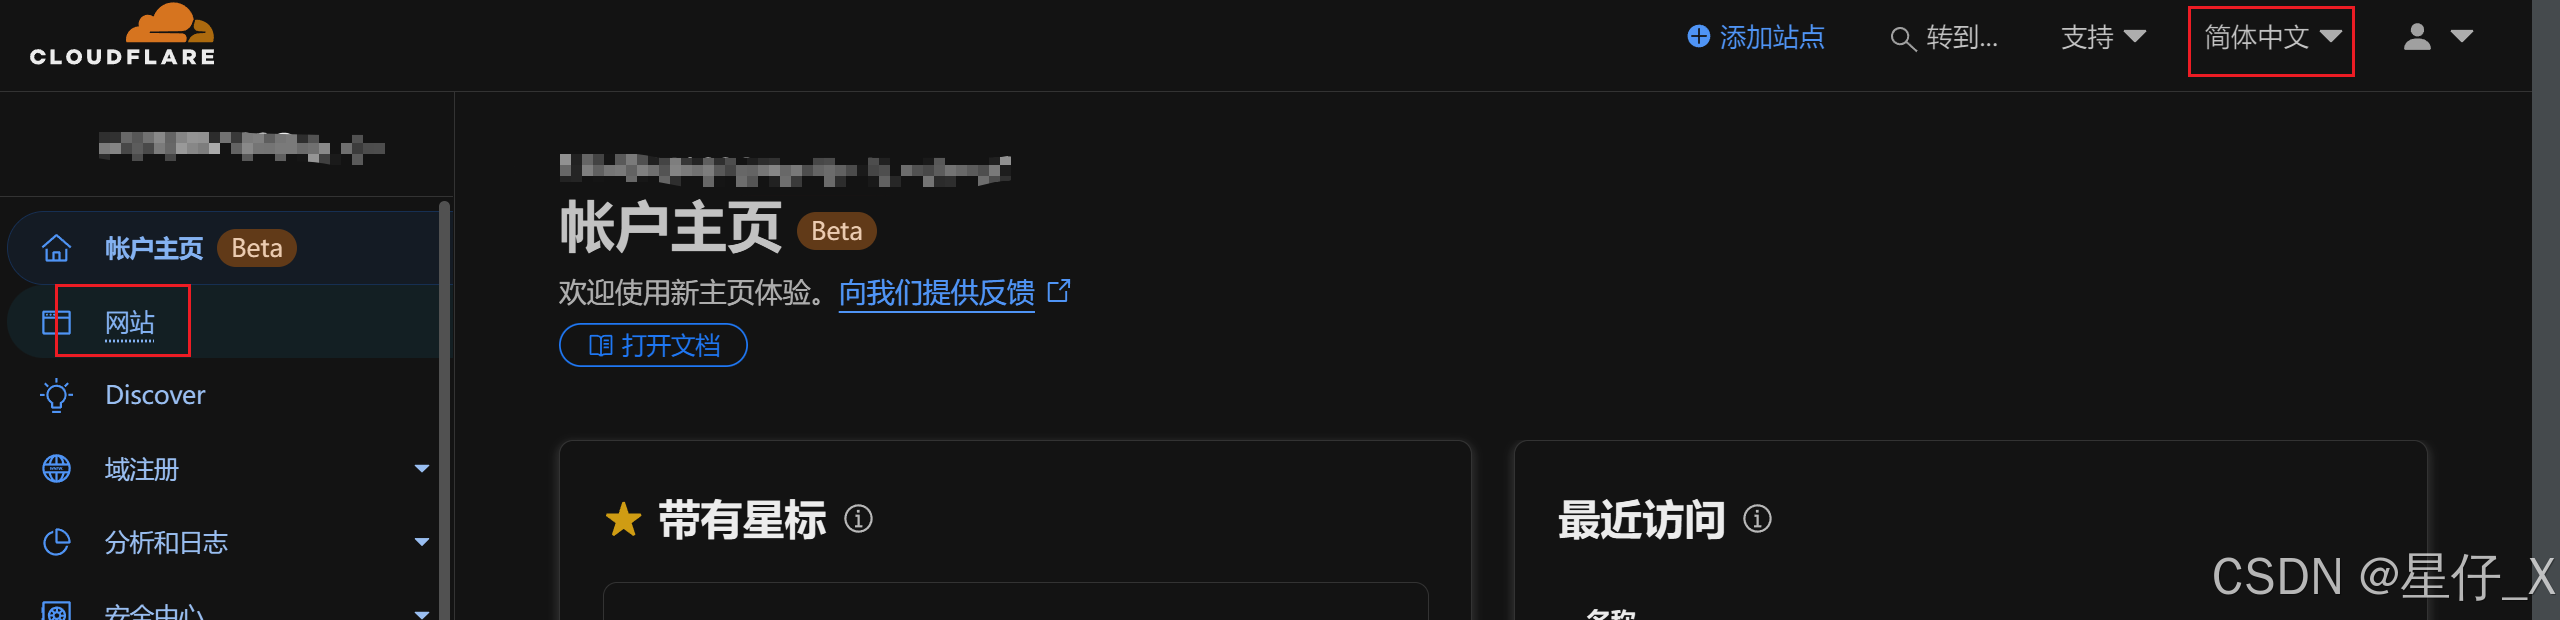 CLOUDFLARE
添加站点
转到...
支持
简体中文
帐户主页 Beta
网站
Discover
域注册
分析和日志
安全中心
帐户主页 Beta
欢迎使用新主页体验。向我们提供反馈
打开文档
带有星标
最近访问
名称
CSDN @星仔_X